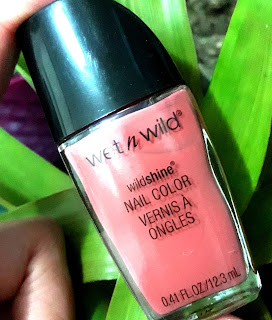 wet n wild®
wildshine®
NAIL COLOR
VERNIS À
ONGLES
0.41 FL OZ/12.3 mL